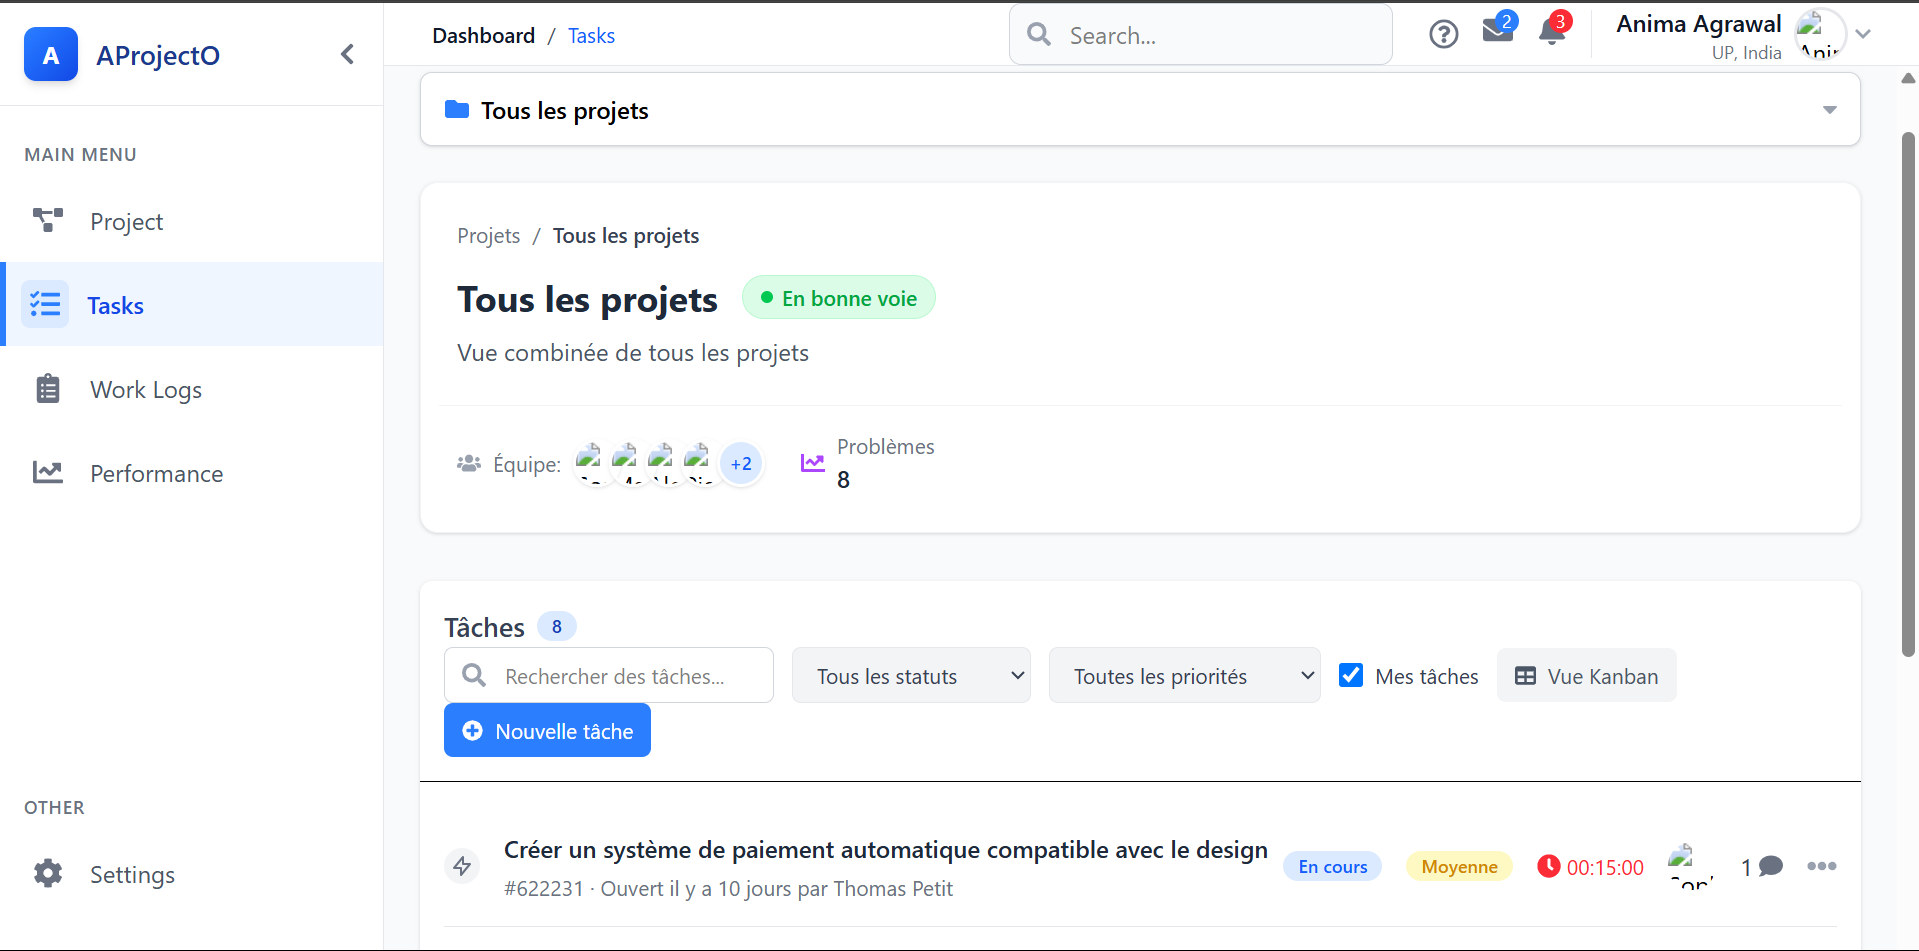 A AProjectO
Dashboard / Tasks
Search...
2
3
Anima Agrawal
UP, India
MAIN MENU
Project
Tasks
Work Logs
Performance
OTHER
Settings
Tous les projets
Projets / Tous les projets
Tous les projets
En bonne voie
Vue combinée de tous les projets
Équipe:
+2
Problèmes
8
Tâches 8
Rechercher des tâches...
Tous les statuts
Toutes les priorités
Mes tâches
Vue Kanban
Nouvelle tâche
Créer un système de paiement automatique compatible avec le design
#622231 · Ouvert il y a 10 jours par Thomas Petit
En cours
Moyenne
00:15:00
1